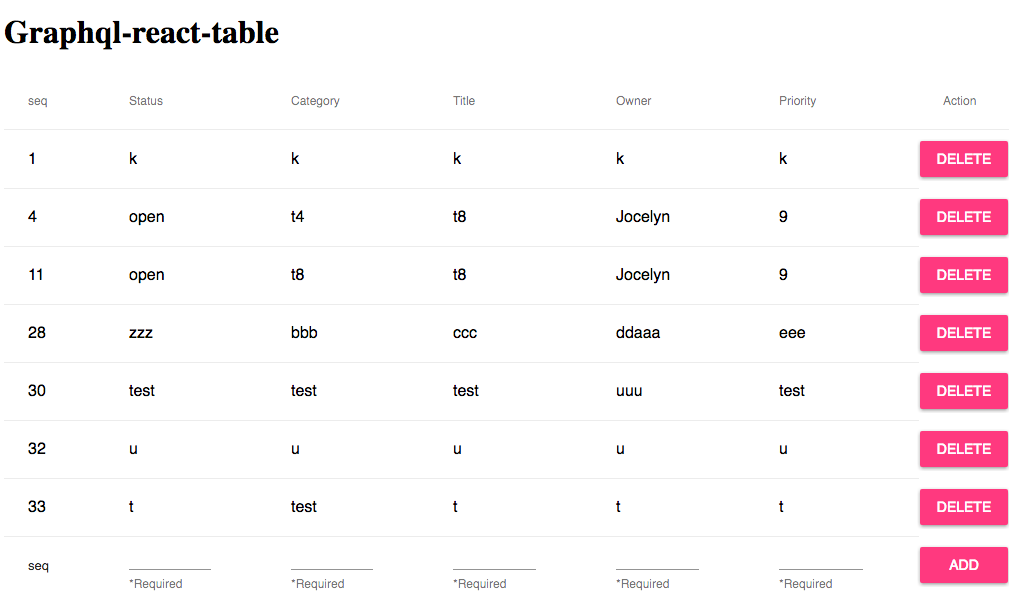 Graphql-react-table
seq Status Category Title Owner Priority Action
1 k k k k k DELETE
4 open t4 t8 Jocelyn 9 DELETE
11 open t8 t8 Jocelyn 9 DELETE
28 zzz bbb ccc ddaaa eee DELETE
30 test test test uuu test DELETE
32 u u u u u DELETE
33 t test t t t DELETE
seq ADD
*Required *Required *Required *Required *Required